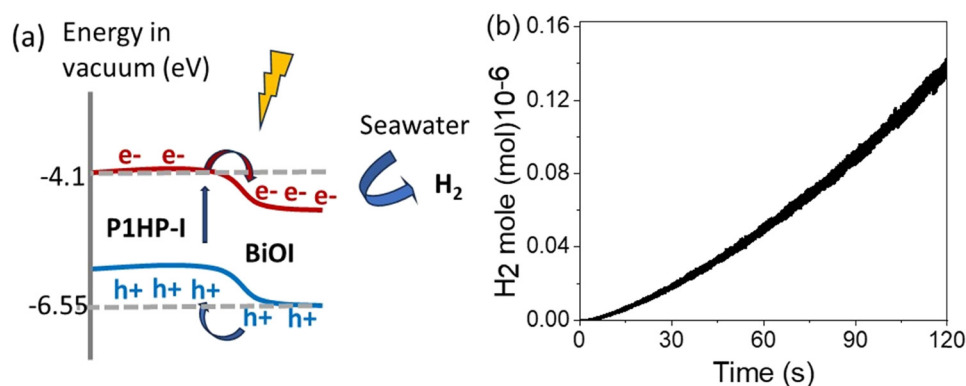 (a)
Energy in
vacuum (eV)
Seawater
H2
e- e-
-4.1
e- e- e-
P1HP-I
BiOI
h+ h+ h+
-6.55
h+ h+
(b)
0.16
0.12
0.08
0.04
0.00
H2 mole (mol)10-6
0 30 60 90 120
Time (s)